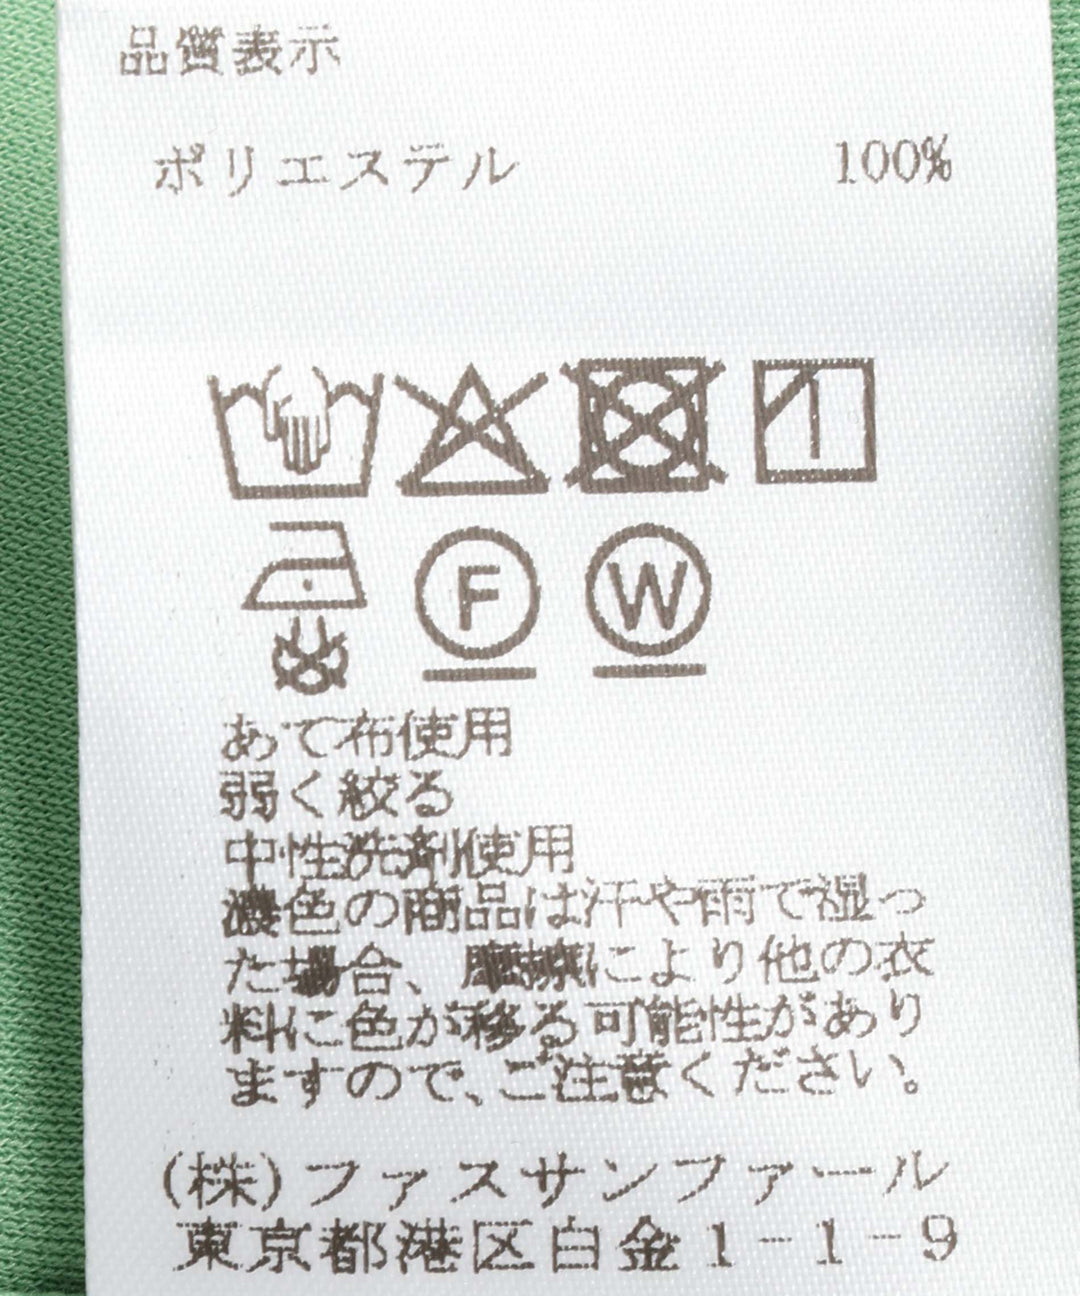 品質表示
ポリエステル 100%
F W
あて布使用
弱く絞る
中性洗剤使用
濃色の商品は汗や雨で湿っ
た場合、摩擦により他の衣
料に色が移る可能性があり
ますので、ご注意ください。
(株)ファスサンファール
東京都港区白金1-1-9